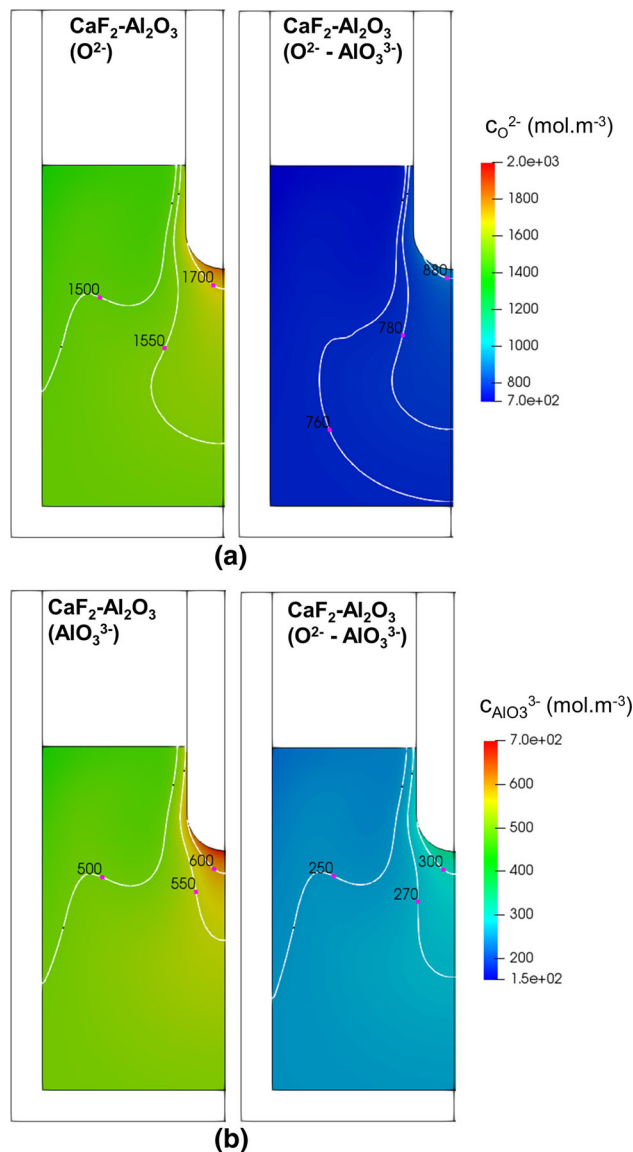 CaF₂-Al₂O₃
(O²⁻)
CaF₂-Al₂O₃
(O²⁻ - AlO₃³⁻)
c_O²⁻ (mol.m⁻³)
2.0e+03
1800
1600
1400
1200
1000
800
7.0e+02
1500
1700
1550
880
780
760
(a)
CaF₂-Al₂O₃
(AlO₃³⁻)
CaF₂-Al₂O₃
(O²⁻ - AlO₃³⁻)
c_AlO3³⁻ (mol.m⁻³)
7.0e+02
600
500
400
300
200
1.5e+02
500
600
550
250
300
270
(b)